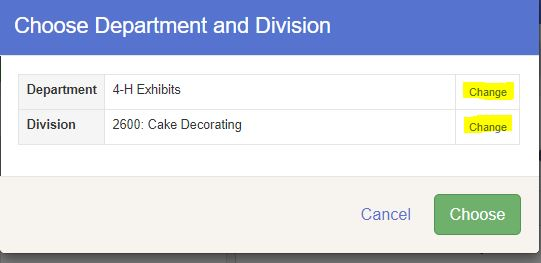 Choose Department and Division
Department 4-H Exhibits Change
Division 2600: Cake Decorating Change
Cancel Choose